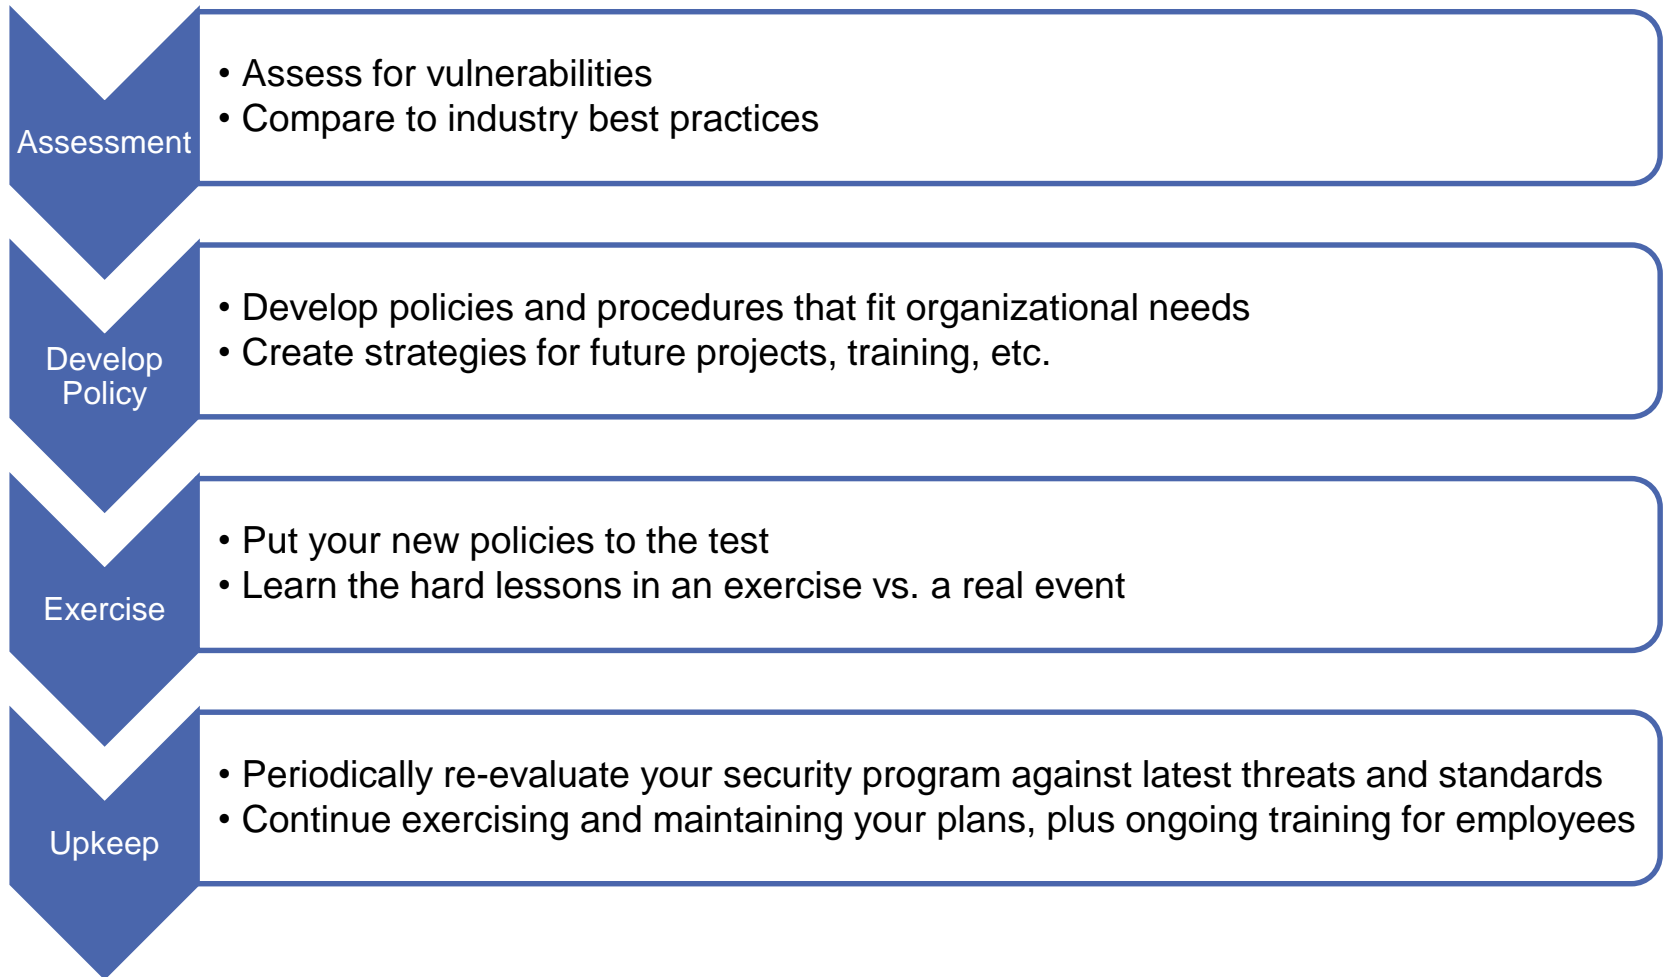 Assessment
• Assess for vulnerabilities
• Compare to industry best practices
Develop
Policy
• Develop policies and procedures that fit organizational needs
• Create strategies for future projects, training, etc.
Exercise
• Put your new policies to the test
• Learn the hard lessons in an exercise vs. a real event
Upkeep
• Periodically re-evaluate your security program against latest threats and standards
• Continue exercising and maintaining your plans, plus ongoing training for employees